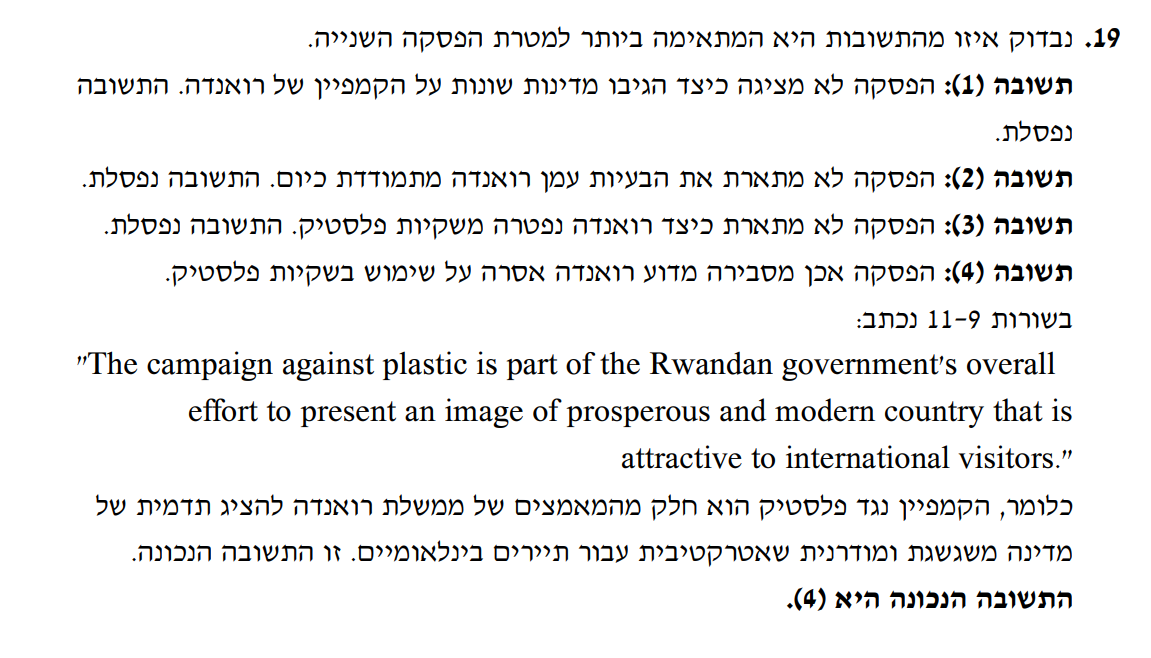 19. נבדוק איזו מהתשובות היא המתאימה ביותר למטרת הפסקה השנייה.
תשובה (1): הפסקה לא מציגה כיצד הגיבו מדינות שונות על הקמפיין של רואנדה. התשובה
נפסלת.
תשובה (2): הפסקה לא מתארת את הבעיות עמן רואנדה מתמודדת כיום. התשובה נפסלת.
תשובה (3): הפסקה לא מתארת כיצד רואנדה נפטרה משקיות פלסטיק. התשובה נפסלת.
תשובה (4): הפסקה אכן מסבירה מדוע רואנדה אסרה על שימוש בשקיות פלסטיק.
בשורות 11-9 נכתב:
"The campaign against plastic is part of the Rwandan government's overall
effort to present an image of prosperous and modern country that is
attractive to international visitors."
כלומר, הקמפיין נגד פלסטיק הוא חלק מהמאמצים של ממשלת רואנדה להציג תדמית של
מדינה משגשגת ומודרנית שאטרקטיבית עבור תיירים בינלאומיים. זו התשובה הנכונה.
התשובה הנכונה היא (4).